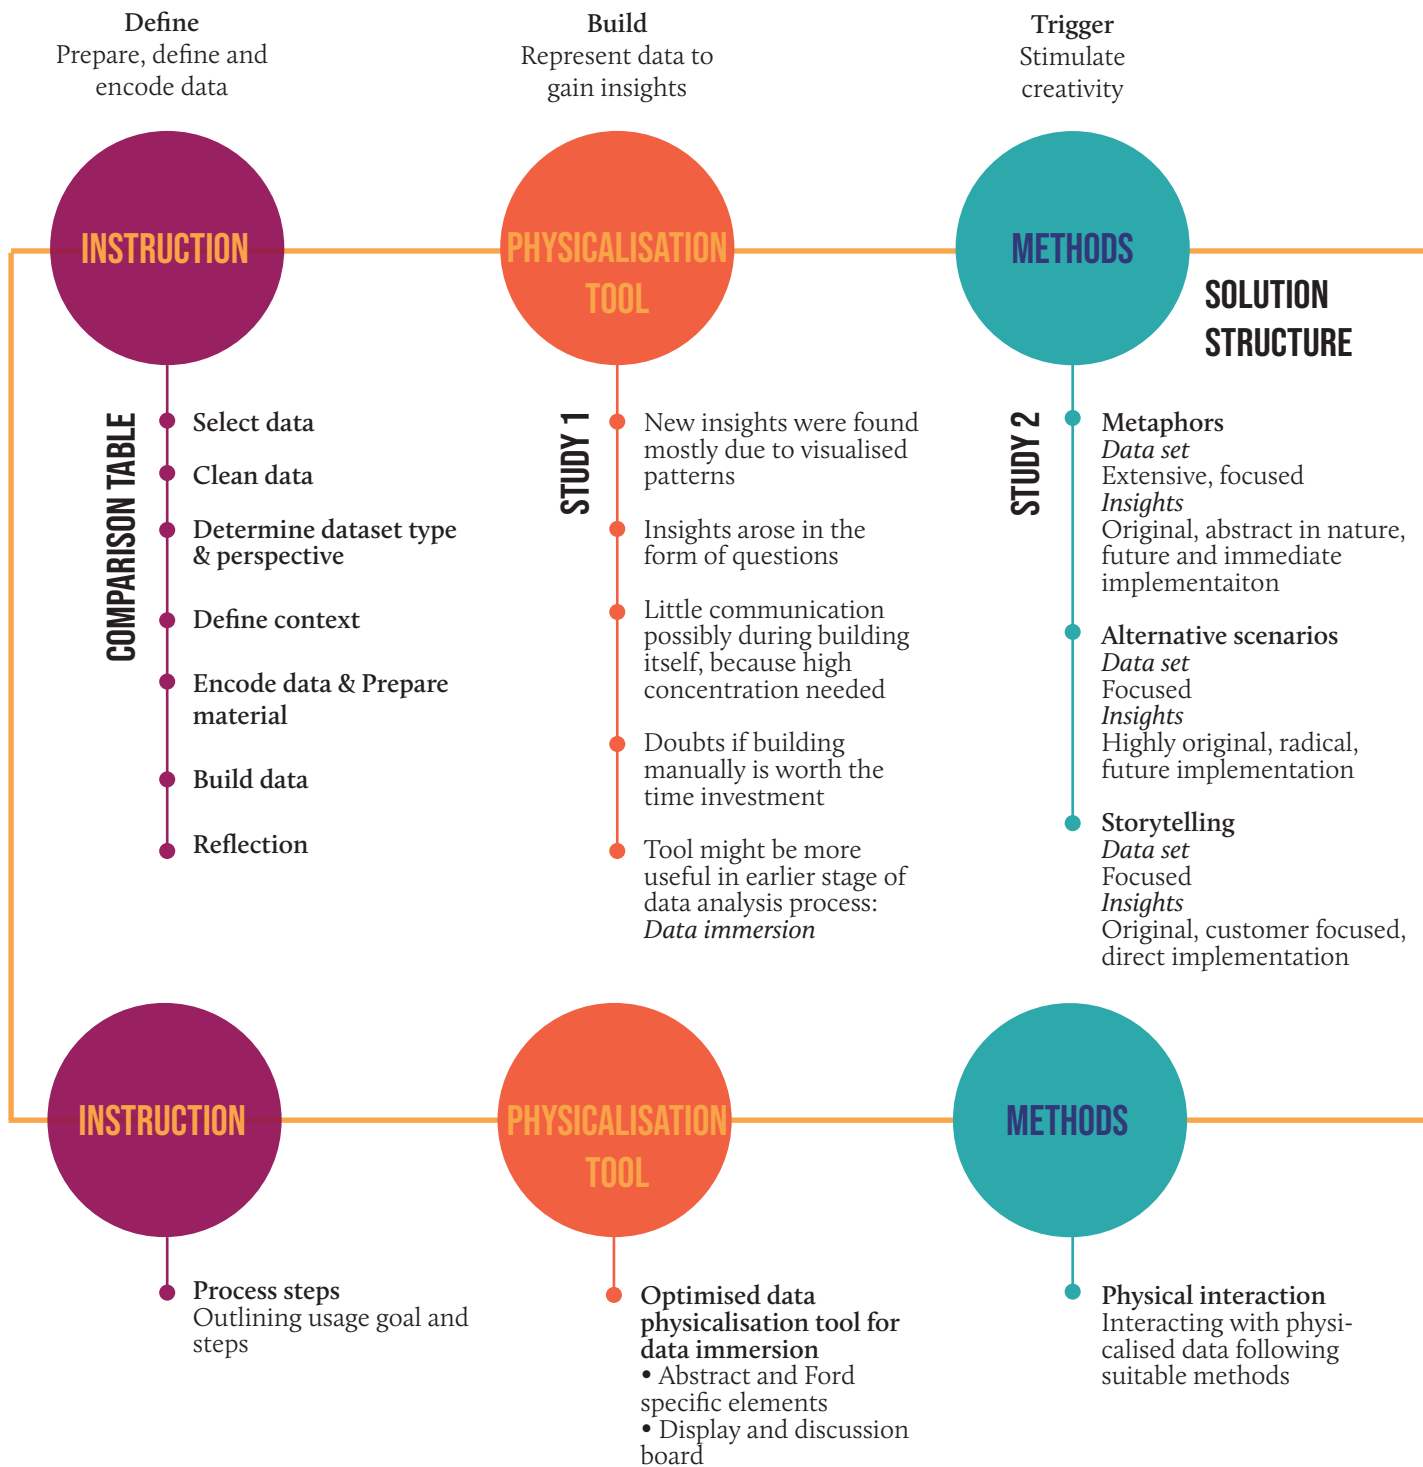 Define
Prepare, define and
encode data
Build
Represent data to
gain insights
Trigger
Stimulate
creativity
INSTRUCTION
PHYSICALISATION
TOOL
METHODS
SOLUTION
STRUCTURE
COMPARISON TABLE
Select data
Clean data
Determine dataset type
& perspective
Define context
Encode data & Prepare
material
Build data
Reflection
STUDY 1
New insights were found
mostly due to visualised
patterns
Insights arose in the
form of questions
Little communication
possibly during building
itself, because high
concentration needed
Doubts if building
manually is worth the
time investment
Tool might be more
useful in earlier stage of
data analysis process:
Data immersion
STUDY 2
Metaphors
Data set
Extensive, focused
Insights
Original, abstract in nature,
future and immediate
implementaiton
Alternative scenarios
Data set
Focused
Insights
Highly original, radical,
future implementation
Storytelling
Data set
Focused
Insights
Original, customer focused,
direct implementation
INSTRUCTION
PHYSICALISATION
TOOL
METHODS
Process steps
Outlining usage goal and
steps
Optimised data
physicalisation tool for
data immersion
• Abstract and Ford
specific elements
• Display and discussion
board
Physical interaction
Interacting with physi-
calised data following
suitable methods